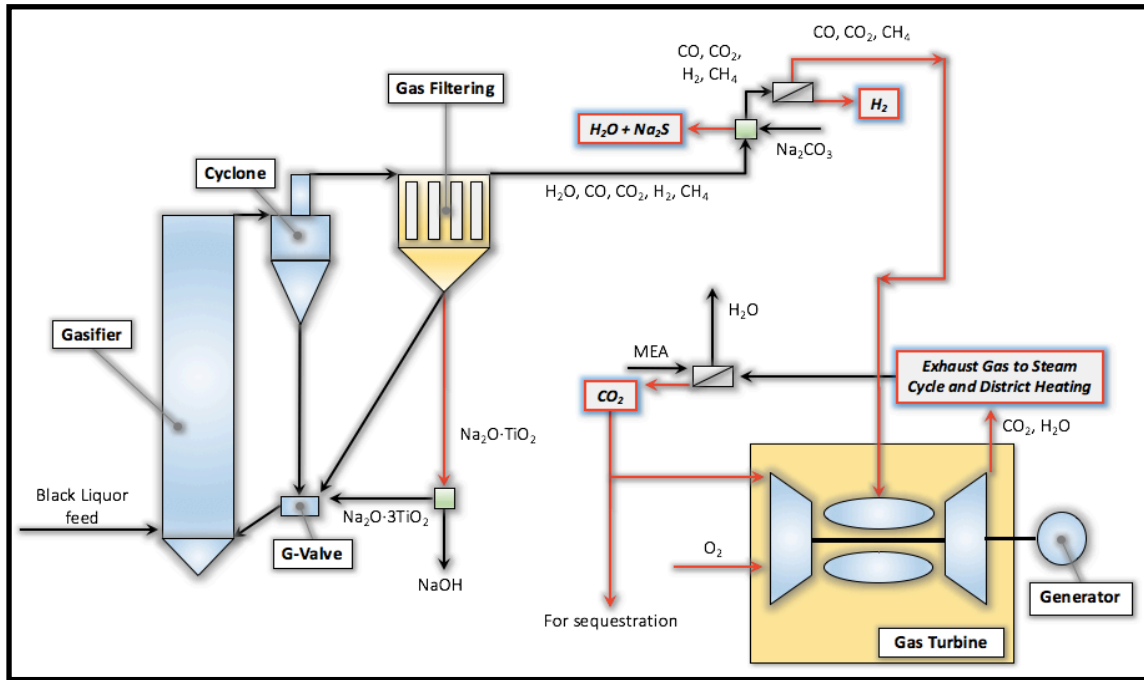 CO, CO₂, CH₄
CO, CO₂,
H₂, CH₄
Gas Filtering
H₂
H₂O + Na₂S
Na₂CO₃
Cyclone
H₂O, CO, CO₂, H₂, CH₄
Gasifier
H₂O
MEA
Exhaust Gas to Steam
Cycle and District Heating
CO₂
CO₂, H₂O
Na₂O·TiO₂
Black Liquor
feed
Na₂O·3TiO₂
G-Valve
NaOH
O₂
Generator
For sequestration
Gas Turbine